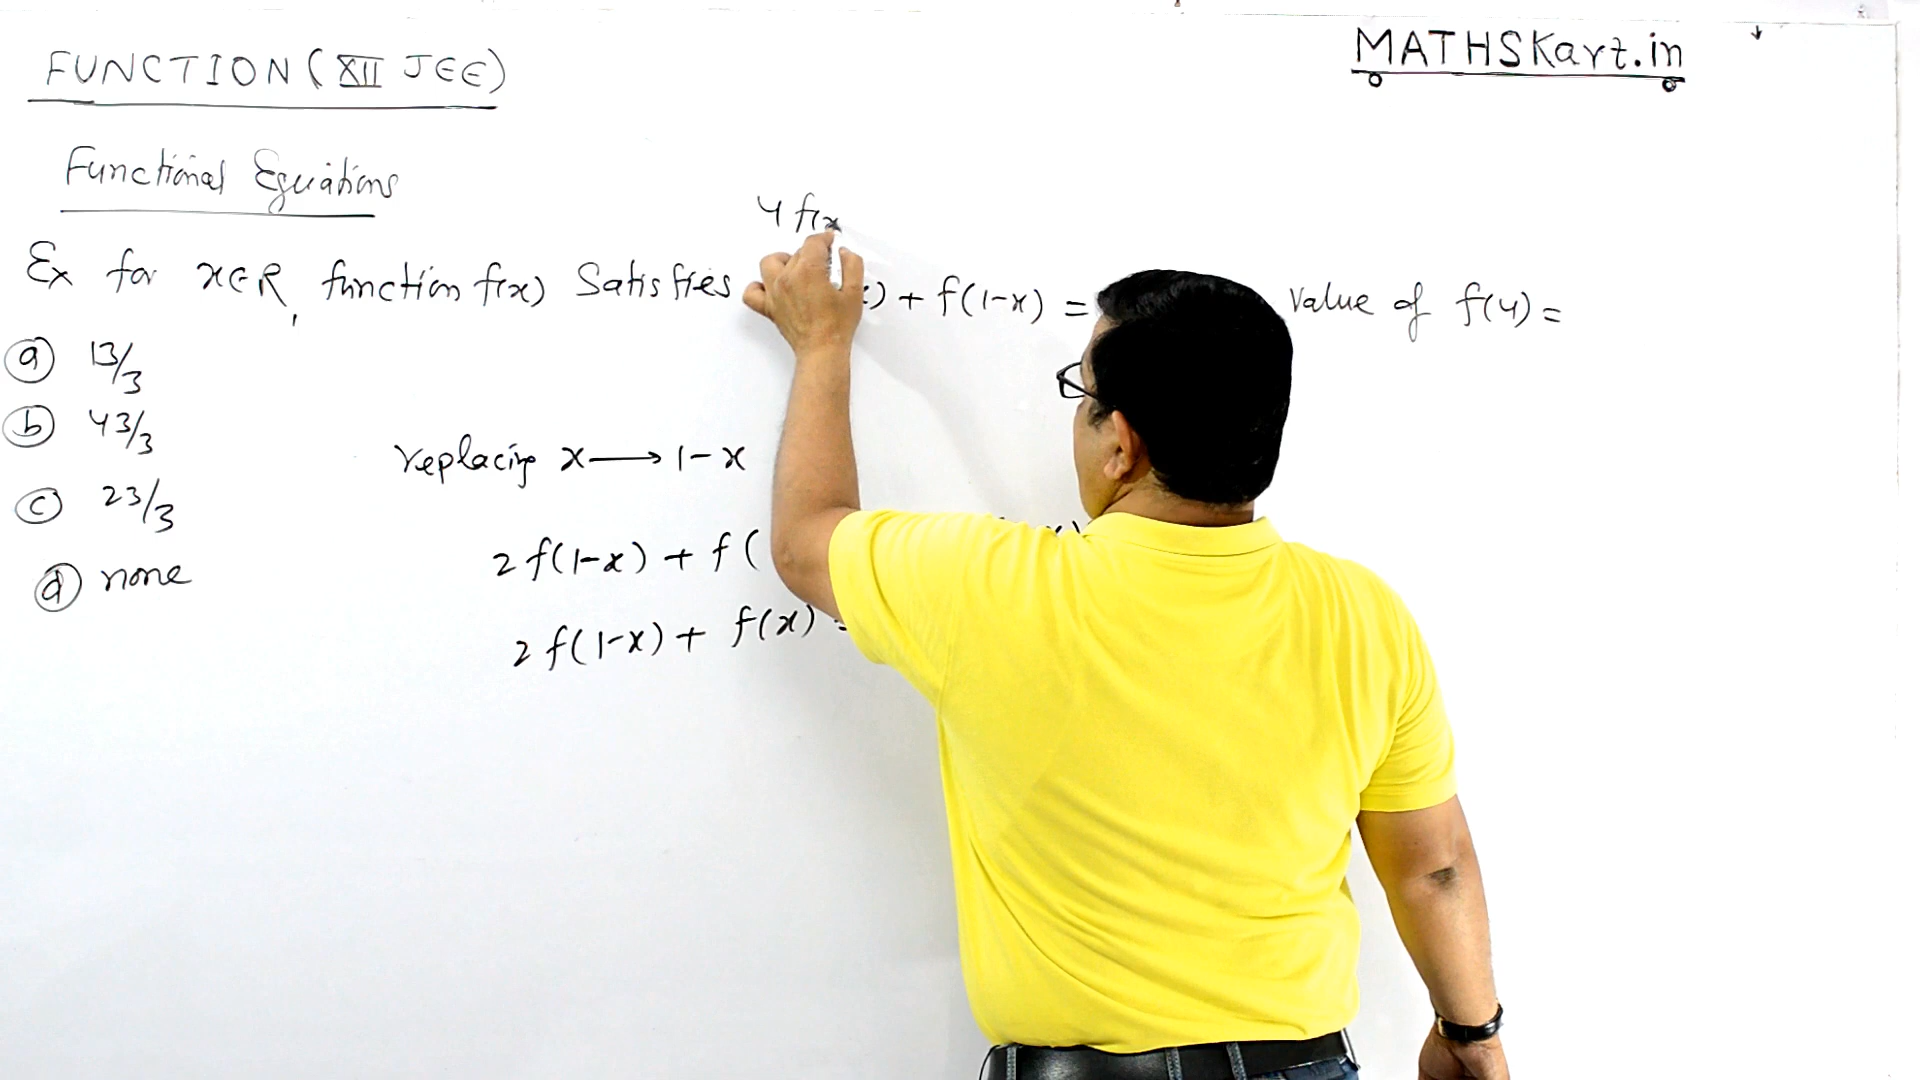 FUNCTION (XII JEE)
MATHSKart.in
Functional Equations
4 f(x
Ex for x∈R, function f(x) Satisfies ) + f(1-x) = Value of f(4) =
(a) 13/3
(b) 43/3
(c) 23/3
(d) none
replacing x → 1-x
2 f(1-x) + f(
2 f(1-x) + f(x) =